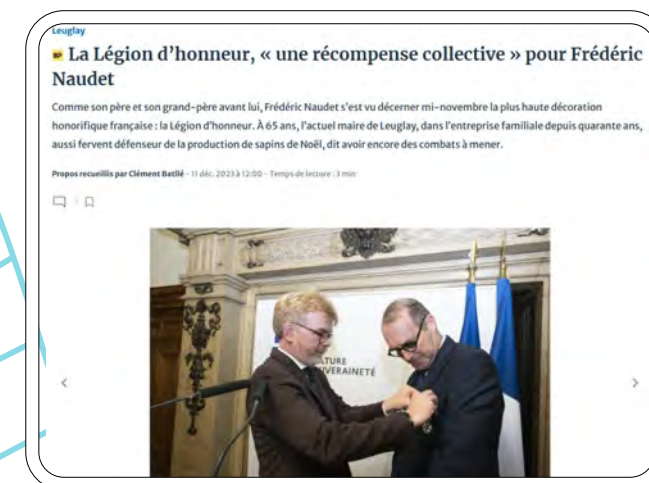 Leuglay
La Légion d’honneur, « une récompense collective » pour Frédéric
Naudet
Comme son père et son grand-père avant lui, Frédéric Naudet s’est vu décerner mi-novembre la plus haute décoration
honorifique française : la Légion d’honneur. À 65 ans, l’actuel maire de Leuglay, dans l’entreprise familiale depuis quarante ans,
aussi fervent défenseur de la production de sapins de Noël, dit avoir encore des combats à mener.
Propos recueillis par Clément Batllé - 11 déc. 2023 à 12:00 - Temps de lecture : 3 min